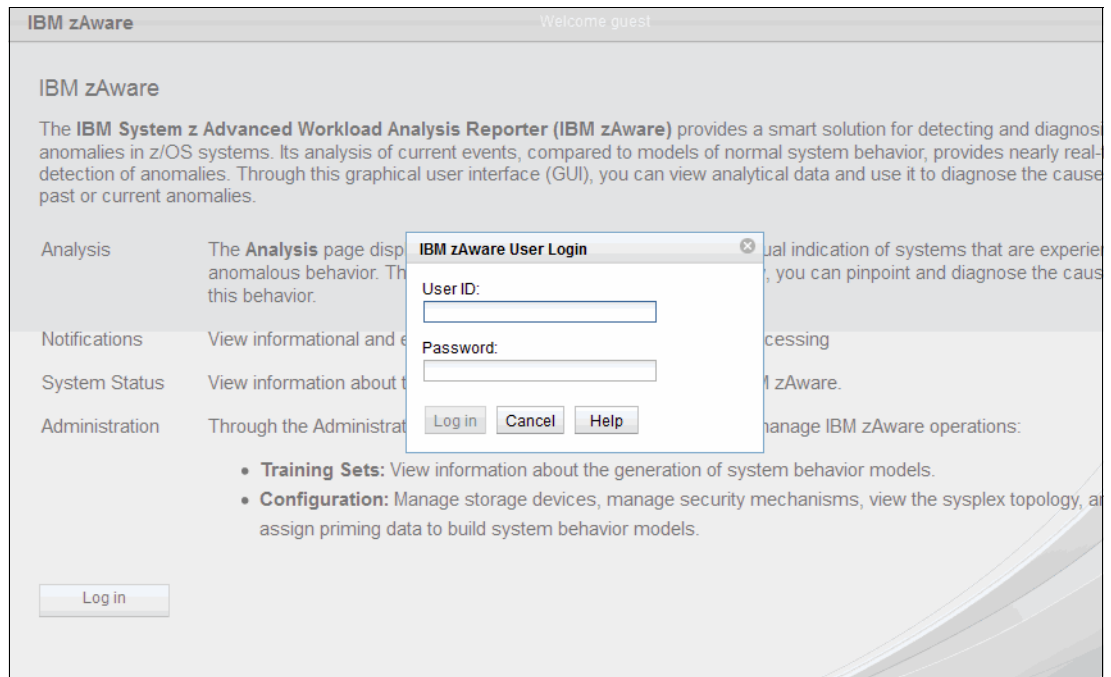 IBM zAware
Welcome guest
IBM zAware
The IBM System z Advanced Workload Analysis Reporter (IBM zAware) provides a smart solution for detecting and diagnosi
anomalies in z/OS systems. Its analysis of current events, compared to models of normal system behavior, provides nearly real-
detection of anomalies. Through this graphical user interface (GUI), you can view analytical data and use it to diagnose the cause
past or current anomalies.
Analysis
The Analysis page disp
ual indication of systems that are experie
anomalous behavior. Th
, you can pinpoint and diagnose the caus
this behavior.
Notifications
View informational and e
cessing
System Status
View information about t
zAware.
Administration
Through the Administrat
manage IBM zAware operations:
• Training Sets: View information about the generation of system behavior models.
• Configuration: Manage storage devices, manage security mechanisms, view the sysplex topology, a
assign priming data to build system behavior models.
Log in
IBM zAware User Login
User ID:
Password:
Log in
Cancel
Help